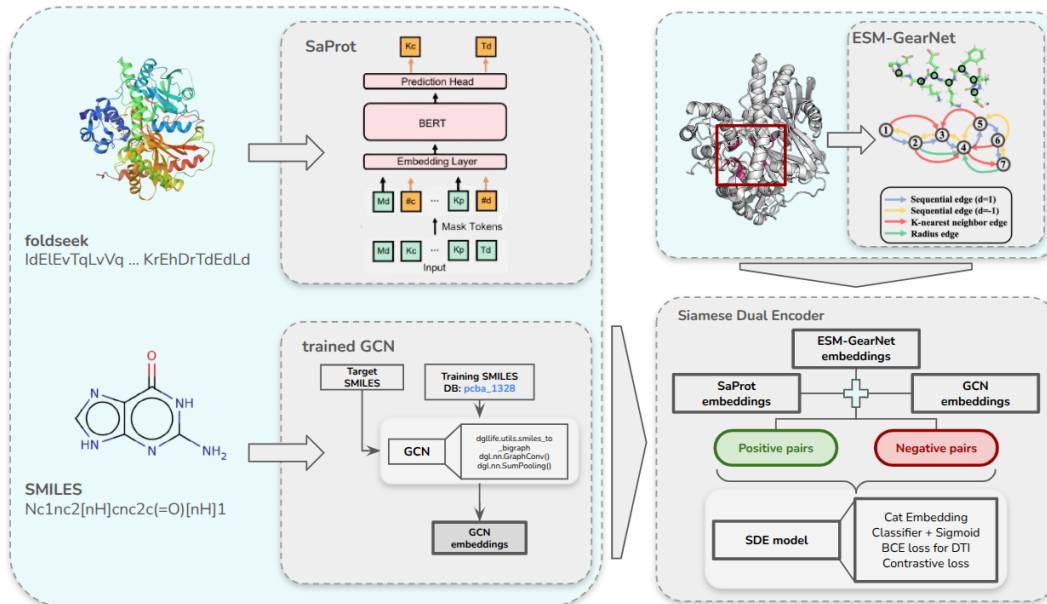 SaProt
Kc
Td
Prediction Head
BERT
Embedding Layer
Md
#c
...
Kp
#d
Mask Tokens
Md
Kc
...
Kp
Td
Input
foldseek
IdElEvTqLvVq ... KrEhDrTdEdLd
ESM-GearNet
1
2
3
4
5
6
7
Sequential edge (d=1)
Sequential edge (d=-1)
K-nearest neighbor edge
Radius edge
O
N
NH
HN
N
NH2
SMILES
Nc1nc2[nH]cnc2c(=O)[nH]1
trained GCN
Target
SMILES
Training SMILES
DB: pcba_1328
GCN
dgllife.utils.smiles_to
_bigraph
dgl.nn.GraphConv()
dgl.nn.SumPooling()
GCN
embeddings
Siamese Dual Encoder
ESM-GearNet
embeddings
SaProt
embeddings
GCN
embeddings
Positive pairs
Negative pairs
SDE model
Cat Embedding
Classifier + Sigmoid
BCE loss for DTI
Contrastive loss